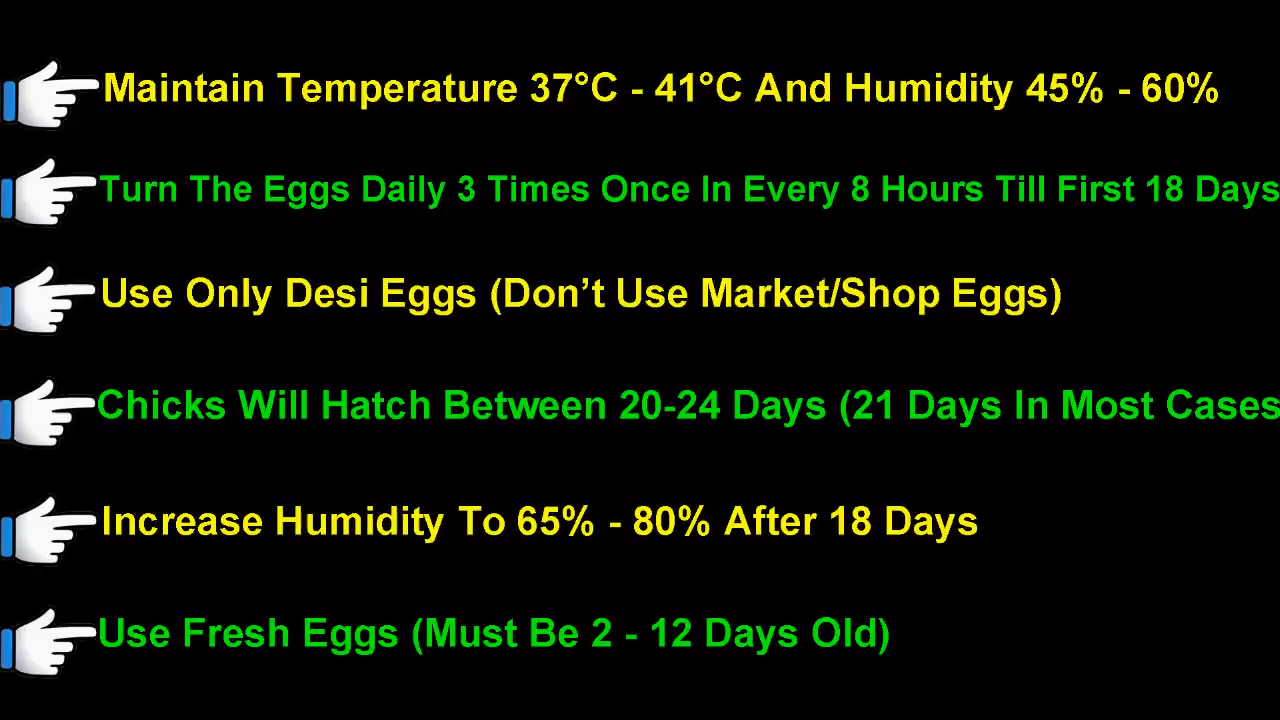 Maintain Temperature 37°C - 41°C And Humidity 45% - 60%
Turn The Eggs Daily 3 Times Once In Every 8 Hours Till First 18 Days
Use Only Desi Eggs (Don’t Use Market/Shop Eggs)
Chicks Will Hatch Between 20-24 Days (21 Days In Most Cases
Increase Humidity To 65% - 80% After 18 Days
Use Fresh Eggs (Must Be 2 - 12 Days Old)